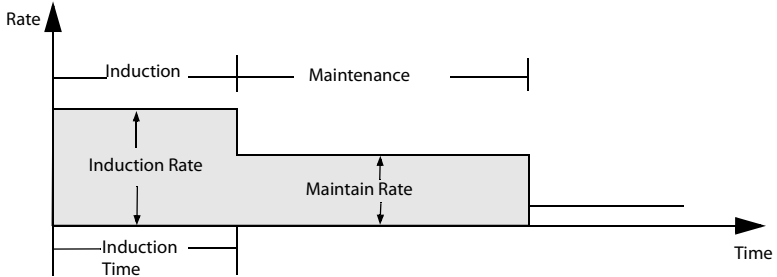 Rate
Induction
Maintenance
Induction Rate
Maintain Rate
Induction
Time
Time